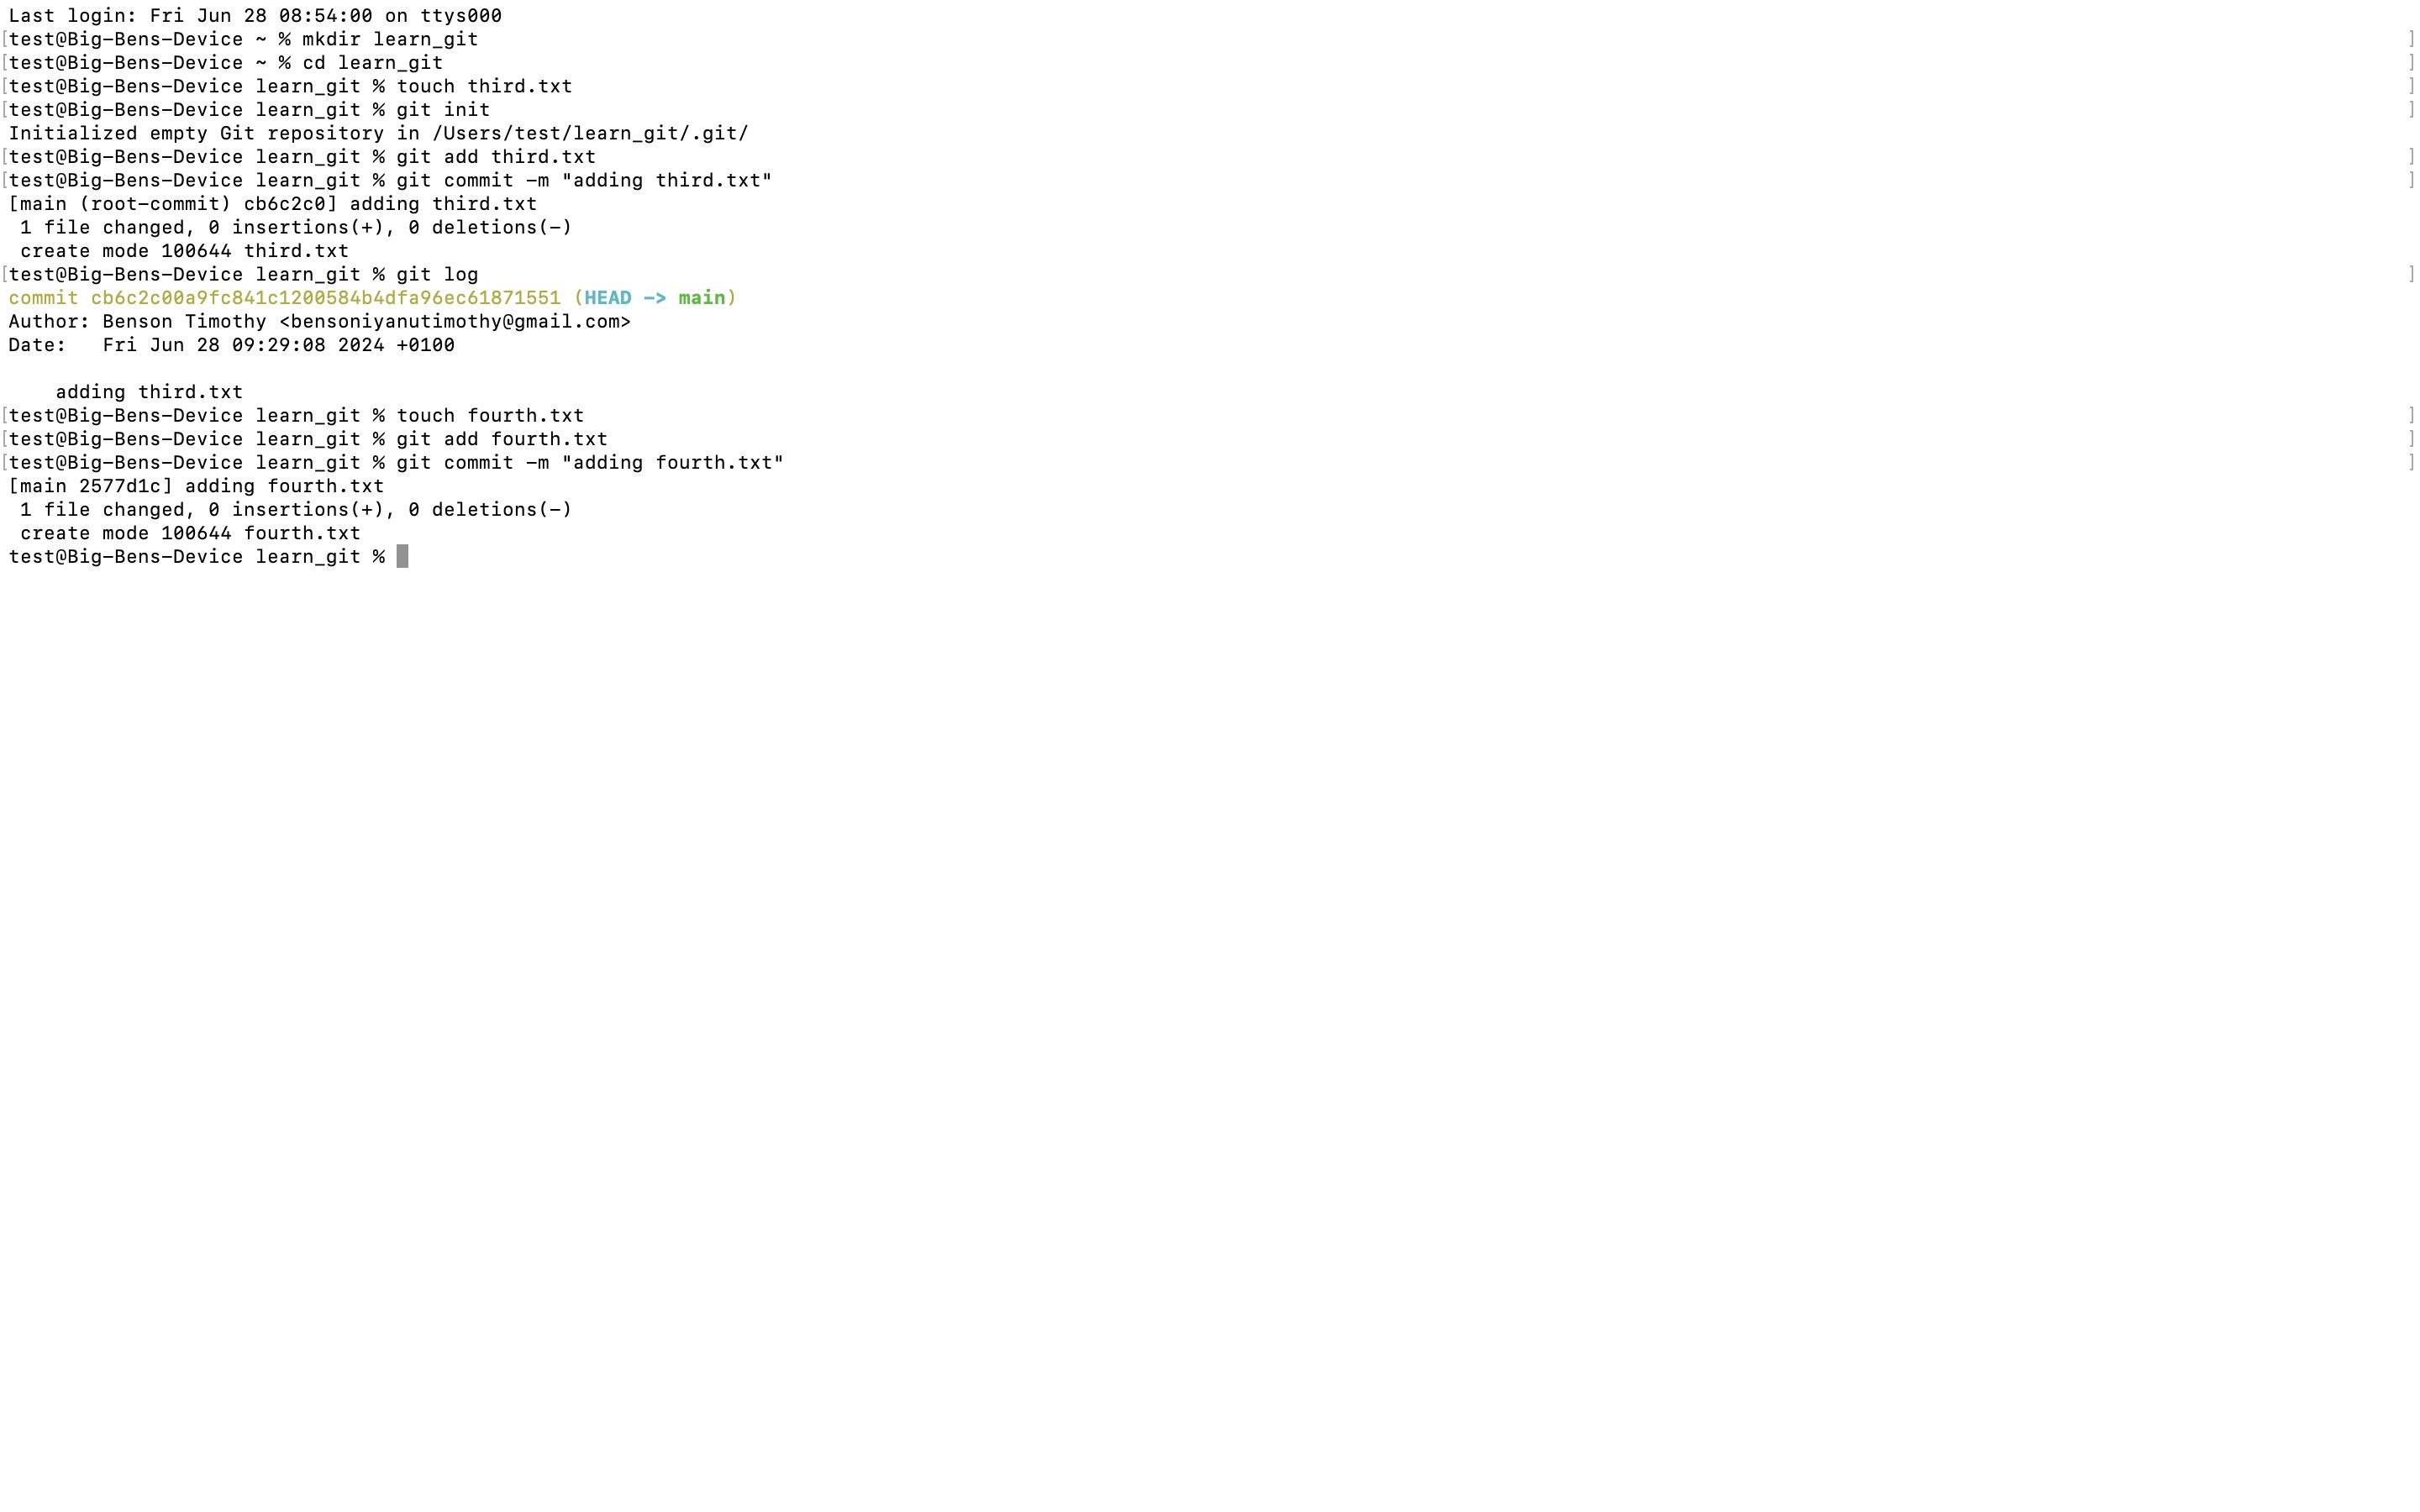 Last login: Fri Jun 28 08:54:00 on ttys000
[test@Big-Bens-Device ~ % mkdir learn_git ]
[test@Big-Bens-Device ~ % cd learn_git ]
[test@Big-Bens-Device learn_git % touch third.txt ]
[test@Big-Bens-Device learn_git % git init ]
Initialized empty Git repository in /Users/test/learn_git/.git/
[test@Big-Bens-Device learn_git % git add third.txt ]
[test@Big-Bens-Device learn_git % git commit -m "adding third.txt" ]
[main (root-commit) cb6c2c0] adding third.txt
 1 file changed, 0 insertions(+), 0 deletions(-)
 create mode 100644 third.txt
[test@Big-Bens-Device learn_git % git log ]
commit cb6c2c00a9fc841c1200584b4dfa96ec61871551 (HEAD -> main)
Author: Benson Timothy <bensoniyanutimothy@gmail.com>
Date:   Fri Jun 28 09:29:08 2024 +0100

    adding third.txt
[test@Big-Bens-Device learn_git % touch fourth.txt ]
[test@Big-Bens-Device learn_git % git add fourth.txt ]
[test@Big-Bens-Device learn_git % git commit -m "adding fourth.txt" ]
[main 2577d1c] adding fourth.txt
 1 file changed, 0 insertions(+), 0 deletions(-)
 create mode 100644 fourth.txt
test@Big-Bens-Device learn_git %